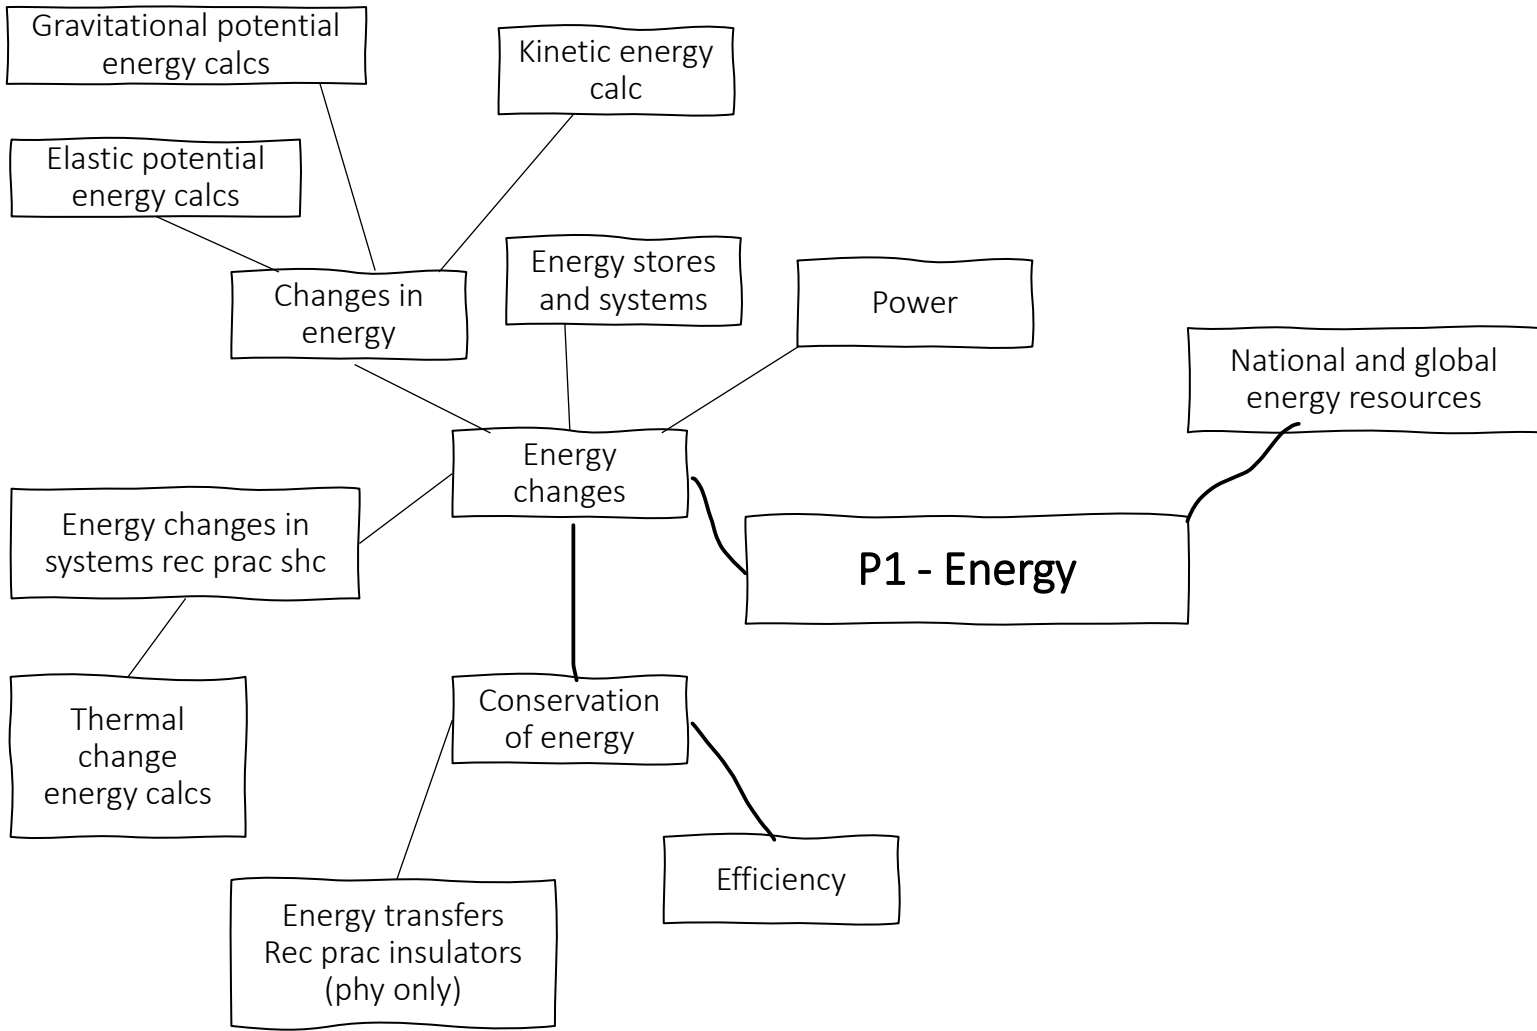 Gravitational potential
energy calcs
Kinetic energy
calc
Elastic potential
energy calcs
Energy stores
and systems
Changes in
energy
Power
National and global
energy resources
Energy
changes
Energy changes in
systems rec prac shc
P1 - Energy
Conservation
of energy
Thermal
change
energy calcs
Efficiency
Energy transfers
Rec prac insulators
(phy only)